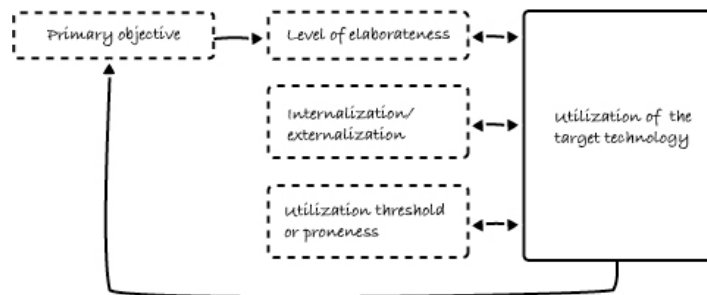 Primary objective
Level of elaborateness
Internalization/
externalization
Utilization threshold
or proneness
Utilization of the
target technology